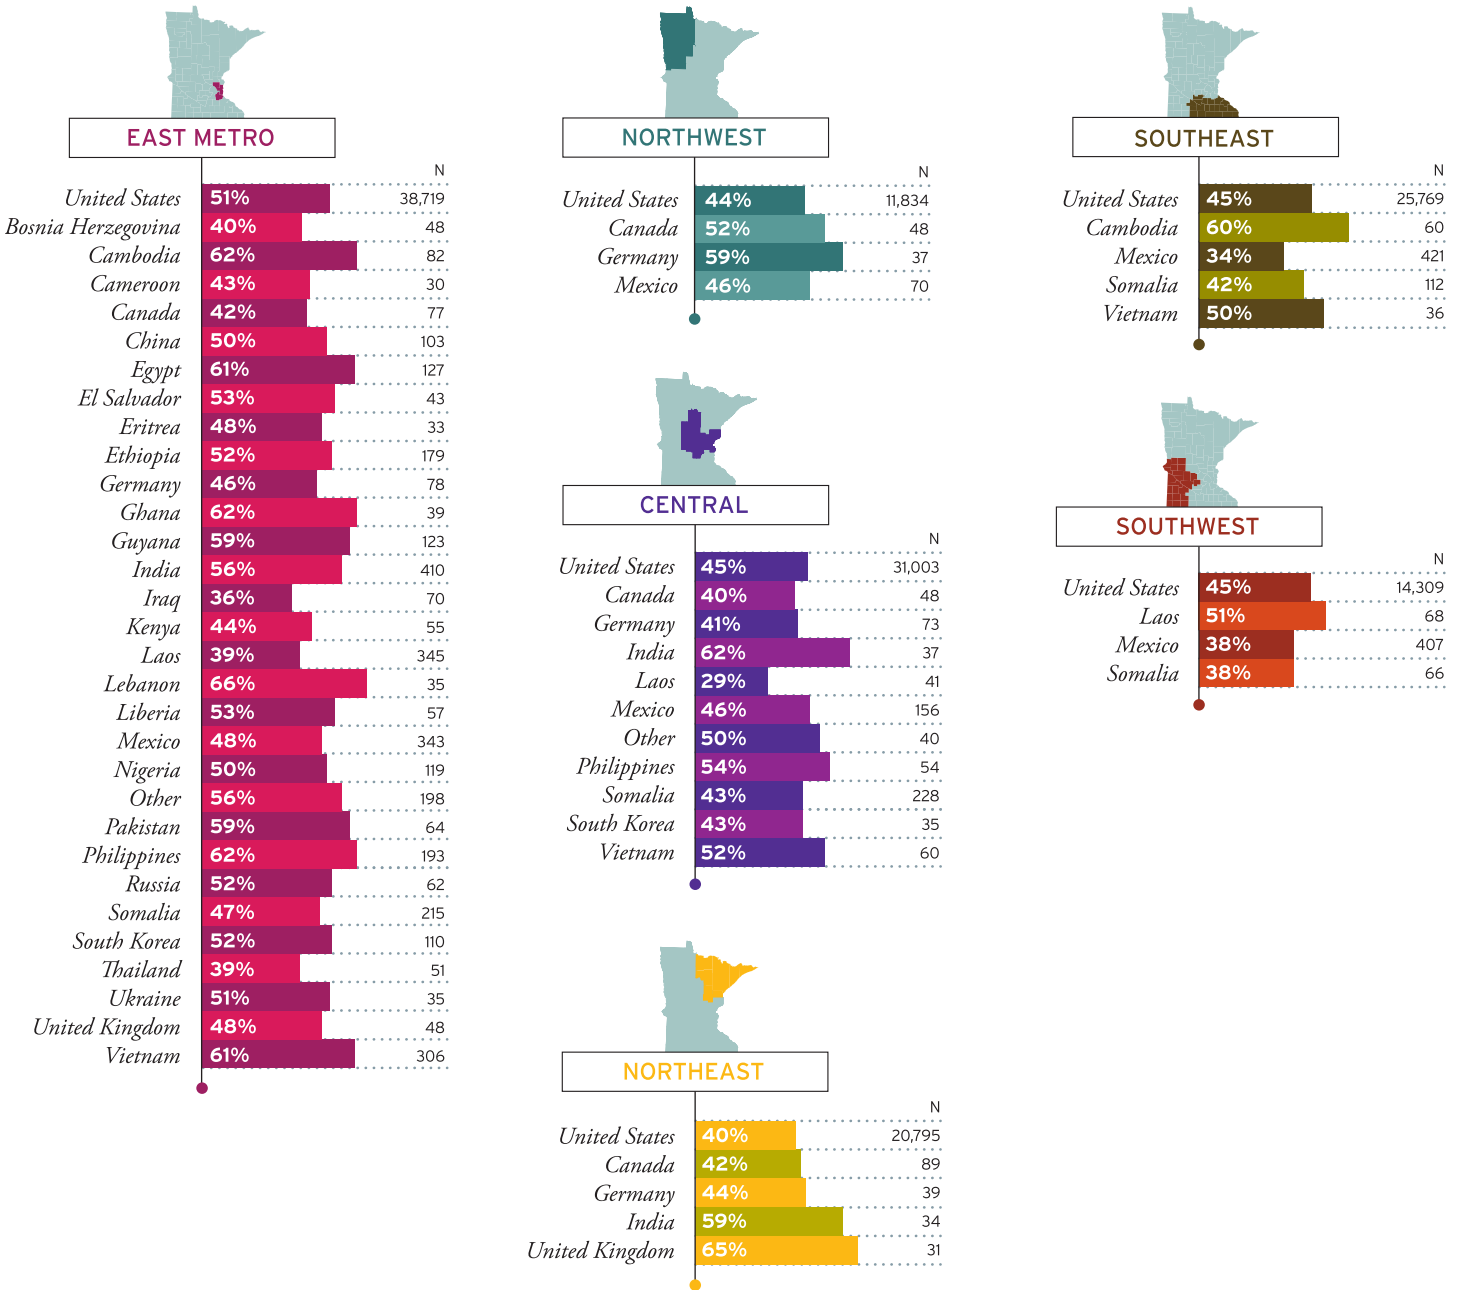 EAST METRO
N
United States 51% 38,719
Bosnia Herzegovina 40% 48
Cambodia 62% 82
Cameroon 43% 30
Canada 42% 77
China 50% 103
Egypt 61% 127
El Salvador 53% 43
Eritrea 48% 33
Ethiopia 52% 179
Germany 46% 78
Ghana 62% 39
Guyana 59% 123
India 56% 410
Iraq 36% 70
Kenya 44% 55
Laos 39% 345
Lebanon 66% 35
Liberia 53% 57
Mexico 48% 343
Nigeria 50% 119
Other 56% 198
Pakistan 59% 64
Philippines 62% 193
Russia 52% 62
Somalia 47% 215
South Korea 52% 110
Thailand 39% 51
Ukraine 51% 35
United Kingdom 48% 48
Vietnam 61% 306
NORTHWEST
N
United States 44% 11,834
Canada 52% 48
Germany 59% 37
Mexico 46% 70
CENTRAL
N
United States 45% 31,003
Canada 40% 48
Germany 41% 73
India 62% 37
Laos 29% 41
Mexico 46% 156
Other 50% 40
Philippines 54% 54
Somalia 43% 228
South Korea 43% 35
Vietnam 52% 60
NORTHEAST
N
United States 40% 20,795
Canada 42% 89
Germany 44% 39
India 59% 34
United Kingdom 65% 31
SOUTHEAST
N
United States 45% 25,769
Cambodia 60% 60
Mexico 34% 421
Somalia 42% 112
Vietnam 50% 36
SOUTHWEST
N
United States 45% 14,309
Laos 51% 68
Mexico 38% 407
Somalia 38% 66